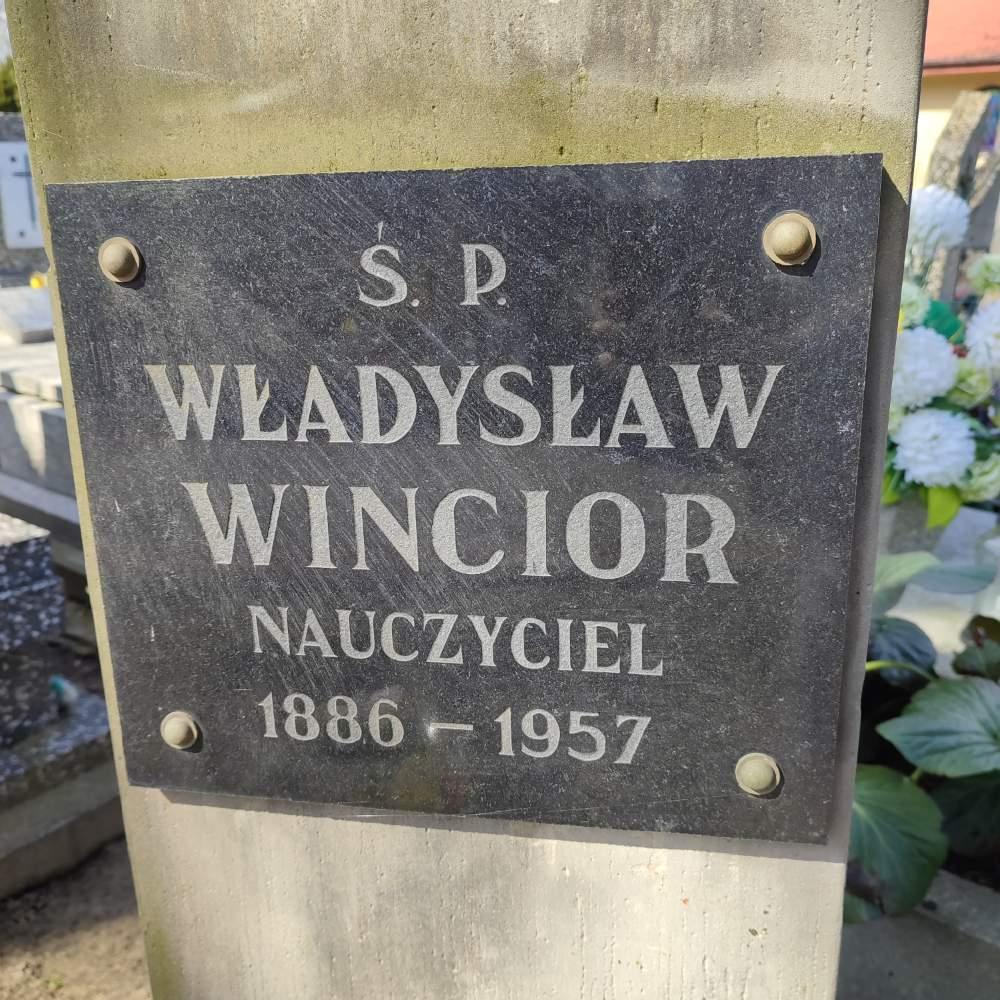 Ś. P.
WŁADYSŁAW
WINCIOR
NAUCZYCIEL
1886 – 1957